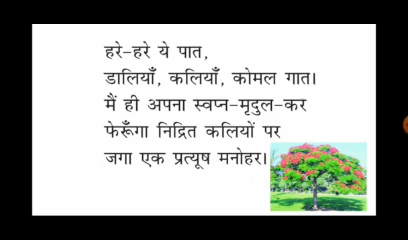 हरे-हरे ये पात,
डालियाँ, कलियाँ, कोमल गात।
मैं ही अपना स्वप्न-मृदुल-कर
फेरूँगा निद्रित कलियों पर
जगा एक प्रत्यूष मनोहर।